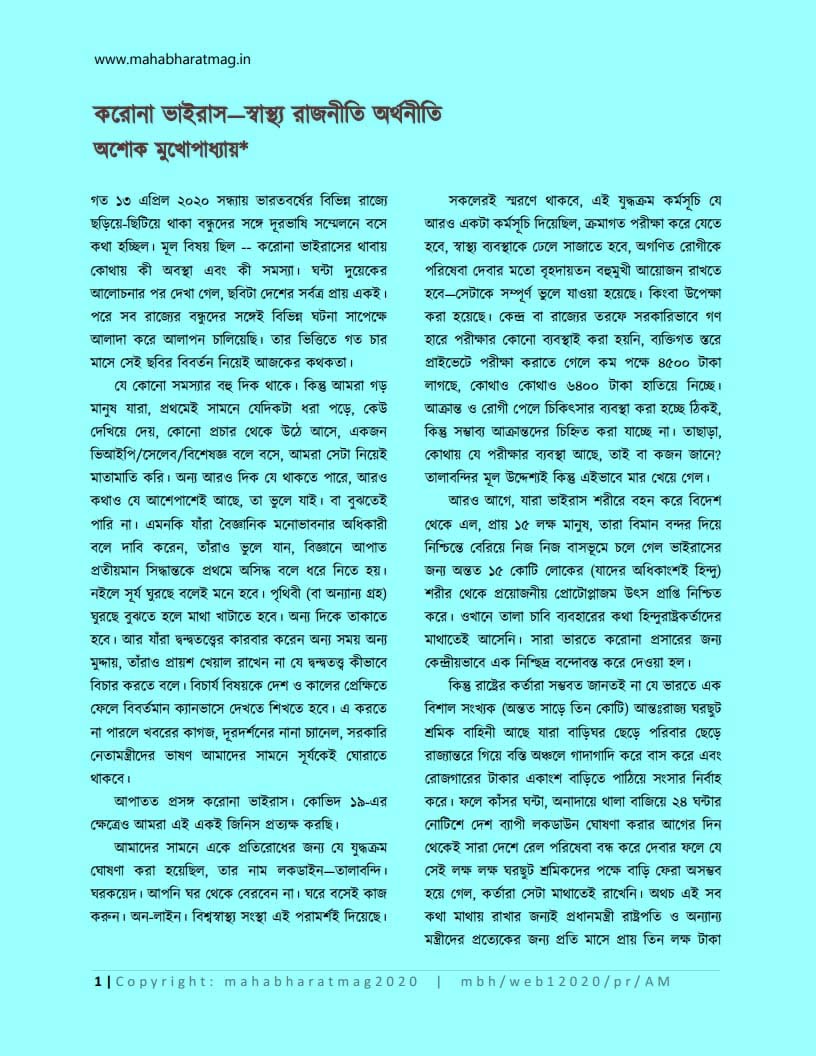 www.mahabharatmag.in
করোনা ভাইরাস—স্বাস্থ্য রাজনীতি অর্থনীতি
অশোক মুখোপাধ্যায়*
গত ১৩ এপ্রিল ২০২০ সন্ধ্যায় ভারতবর্ষের বিভিন্ন রাজ্যে
ছড়িয়ে-ছিটিয়ে থাকা বন্ধুদের সঙ্গে দূরভাষি সম্মেলনে বসে
কথা হচ্ছিল। মূল বিষয় ছিল -- করোনা ভাইরাসের থাবায়
কোথায় কী অবস্থা এবং কী সমস্যা। ঘন্টা দুয়েকের
আলোচনার পর দেখা গেল, ছবিটা দেশের সর্বত্র প্রায় একই।
পরে সব রাজ্যের বন্ধুদের সঙ্গেই বিভিন্ন ঘটনা সাপেক্ষে
আলাদা করে আলাপন চালিয়েছি। তার ভিত্তিতে গত চার
মাসে সেই ছবির বিবর্তন নিয়েই আজকের কথকতা।
যে কোনো সমস্যার বহু দিক থাকে। কিন্তু আমরা গড়
মানুষ যারা, প্রথমেই সামনে যেদিকটা ধরা পড়ে, কেউ
দেখিয়ে দেয়, কোনো প্রচার থেকে উঠে আসে, একজন
ভিআইপি/সেলেব/বিশেষজ্ঞ বলে বসে, আমরা সেটা নিয়েই
মাতামাতি করি। অন্য আরও দিক যে থাকতে পারে, আরও
কথাও যে আশেপাশেই আছে, তা ভুলে যাই। বা বুঝতেই
পারি না। এমনকি যাঁরা বৈজ্ঞানিক মনোভাবনার অধিকারী
বলে দাবি করেন, তাঁরাও ভুলে যান, বিজ্ঞানে আপাত
প্রতীয়মান সিদ্ধান্তকে প্রথমে অসিদ্ধ বলে ধরে নিতে হয়।
নইলে সূর্য ঘুরছে বলেই মনে হবে। পৃথিবী (বা অন্যান্য গ্রহ)
ঘুরছে বুঝতে হলে মাথা খাটাতে হবে। অন্য দিকে তাকাতে
হবে। আর যাঁরা দ্বন্দ্বতত্ত্বের কারবার করেন অন্য সময় অন্য
মুদ্দায়, তাঁরাও প্রায়শ খেয়াল রাখেন না যে দ্বন্দ্বতত্ত্ব কীভাবে
বিচার করতে বলে। বিচার্য বিষয়কে দেশ ও কালের প্রেক্ষিতে
ফেলে বিবর্তমান ক্যানভাসে দেখতে শিখতে হবে। এ করতে
না পারলে খবরের কাগজ, দূরদর্শনের নানা চ্যানেল, সরকারি
নেতামন্ত্রীদের ভাষণ আমাদের সামনে সূর্যকেই ঘোরাতে
থাকবে।
আপাতত প্রসঙ্গ করোনা ভাইরাস। কোভিদ ১৯-এর
ক্ষেত্রেও আমরা এই একই জিনিস প্রত্যক্ষ করছি।
আমাদের সামনে একে প্রতিরোধের জন্য যে যুদ্ধক্রম
ঘোষণা করা হয়েছিল, তার নাম লকডাইন—তালাবন্দি।
ঘরকয়েদ। আপনি ঘর থেকে বেরবেন না। ঘরে বসেই কাজ
করুন। অন-লাইন। বিশ্বস্বাস্থ্য সংস্থা এই পরামর্শই দিয়েছে।
সকলেরই স্মরণে থাকবে, এই যুদ্ধক্রম কর্মসূচি যে
আরও একটা কর্মসূচি দিয়েছিল, ক্রমাগত পরীক্ষা করে যেতে
হবে, স্বাস্থ্য ব্যবস্থাকে ঢেলে সাজাতে হবে, অগণিত রোগীকে
পরিষেবা দেবার মতো বৃহদায়তন বহুমুখী আয়োজন রাখতে
হবে—সেটাকে সম্পূর্ণ ভুলে যাওয়া হয়েছে। কিংবা উপেক্ষা
করা হয়েছে। কেন্দ্র বা রাজ্যের তরফে সরকারিভাবে গণ
হারে পরীক্ষার কোনো ব্যবস্থাই করা হয়নি, ব্যক্তিগত স্তরে
প্রাইভেটে পরীক্ষা করাতে গেলে কম পক্ষে ৪৫০০ টাকা
লাগছে, কোথাও কোথাও ৬৪০০ টাকা হাতিয়ে নিচ্ছে।
আক্রান্ত ও রোগী পেলে চিকিৎসার ব্যবস্থা করা হচ্ছে ঠিকই,
কিন্তু সম্ভাব্য আক্রান্তদের চিহ্নিত করা যাচ্ছে না। তাছাড়া,
কোথায় যে পরীক্ষার ব্যবস্থা আছে, তাই বা কজন জানে?
তালাবন্দির মূল উদ্দেশ্যই কিন্তু এইভাবে মার খেয়ে গেল।
আরও আগে, যারা ভাইরাস শরীরে বহন করে বিদেশ
থেকে এল, প্রায় ১৫ লক্ষ মানুষ, তারা বিমান বন্দর দিয়ে
নিশ্চিন্তে বেরিয়ে নিজ নিজ বাসভূমে চলে গেল ভাইরাসের
জন্য অন্তত ১৫ কোটি লোকের (যাদের অধিকাংশই হিন্দু)
শরীর থেকে প্রয়োজনীয় প্রোটোপ্লাজম উৎস প্রাপ্তি নিশ্চিত
করে। ওখানে তালা চাবি ব্যবহারের কথা হিন্দুরাষ্ট্রকর্তাদের
মাথাতেই আসেনি। সারা ভারতে করোনা প্রসারের জন্য
কেন্দ্রীয়ভাবে এক নিশ্ছিদ্র বন্দোবস্ত করে দেওয়া হল।
কিন্তু রাষ্ট্রের কর্তারা সম্ভবত জানতই না যে ভারতে এক
বিশাল সংখ্যক (অন্তত সাড়ে তিন কোটি) আন্তঃরাজ্য ঘরছুট
শ্রমিক বাহিনী আছে যারা বাড়িঘর ছেড়ে পরিবার ছেড়ে
রাজ্যান্তরে গিয়ে বস্তি অঞ্চলে গাদাগাদি করে বাস করে এবং
রোজগারের টাকার একাংশ বাড়িতে পাঠিয়ে সংসার নির্বাহ
করে। ফলে কাঁসর ঘন্টা, অনাদায়ে থালা বাজিয়ে ২৪ ঘন্টার
নোটিশে দেশ ব্যাপী লকডাউন ঘোষণা করার আগের দিন
থেকেই সারা দেশে রেল পরিষেবা বন্ধ করে দেবার ফলে যে
সেই লক্ষ লক্ষ ঘরছুট শ্রমিকদের পক্ষে বাড়ি ফেরা অসম্ভব
হয়ে গেল, কর্তারা সেটা মাথাতেই রাখেনি। অথচ এই সব
কথা মাথায় রাখার জন্যই প্রধানমন্ত্রী রাষ্ট্রপতি ও অন্যান্য
মন্ত্রীদের প্রত্যেকের জন্য প্রতি মাসে প্রায় তিন লক্ষ টাকা
1 | Copyright: mahabharatmag2020 | mbh/web12020/pr/AM